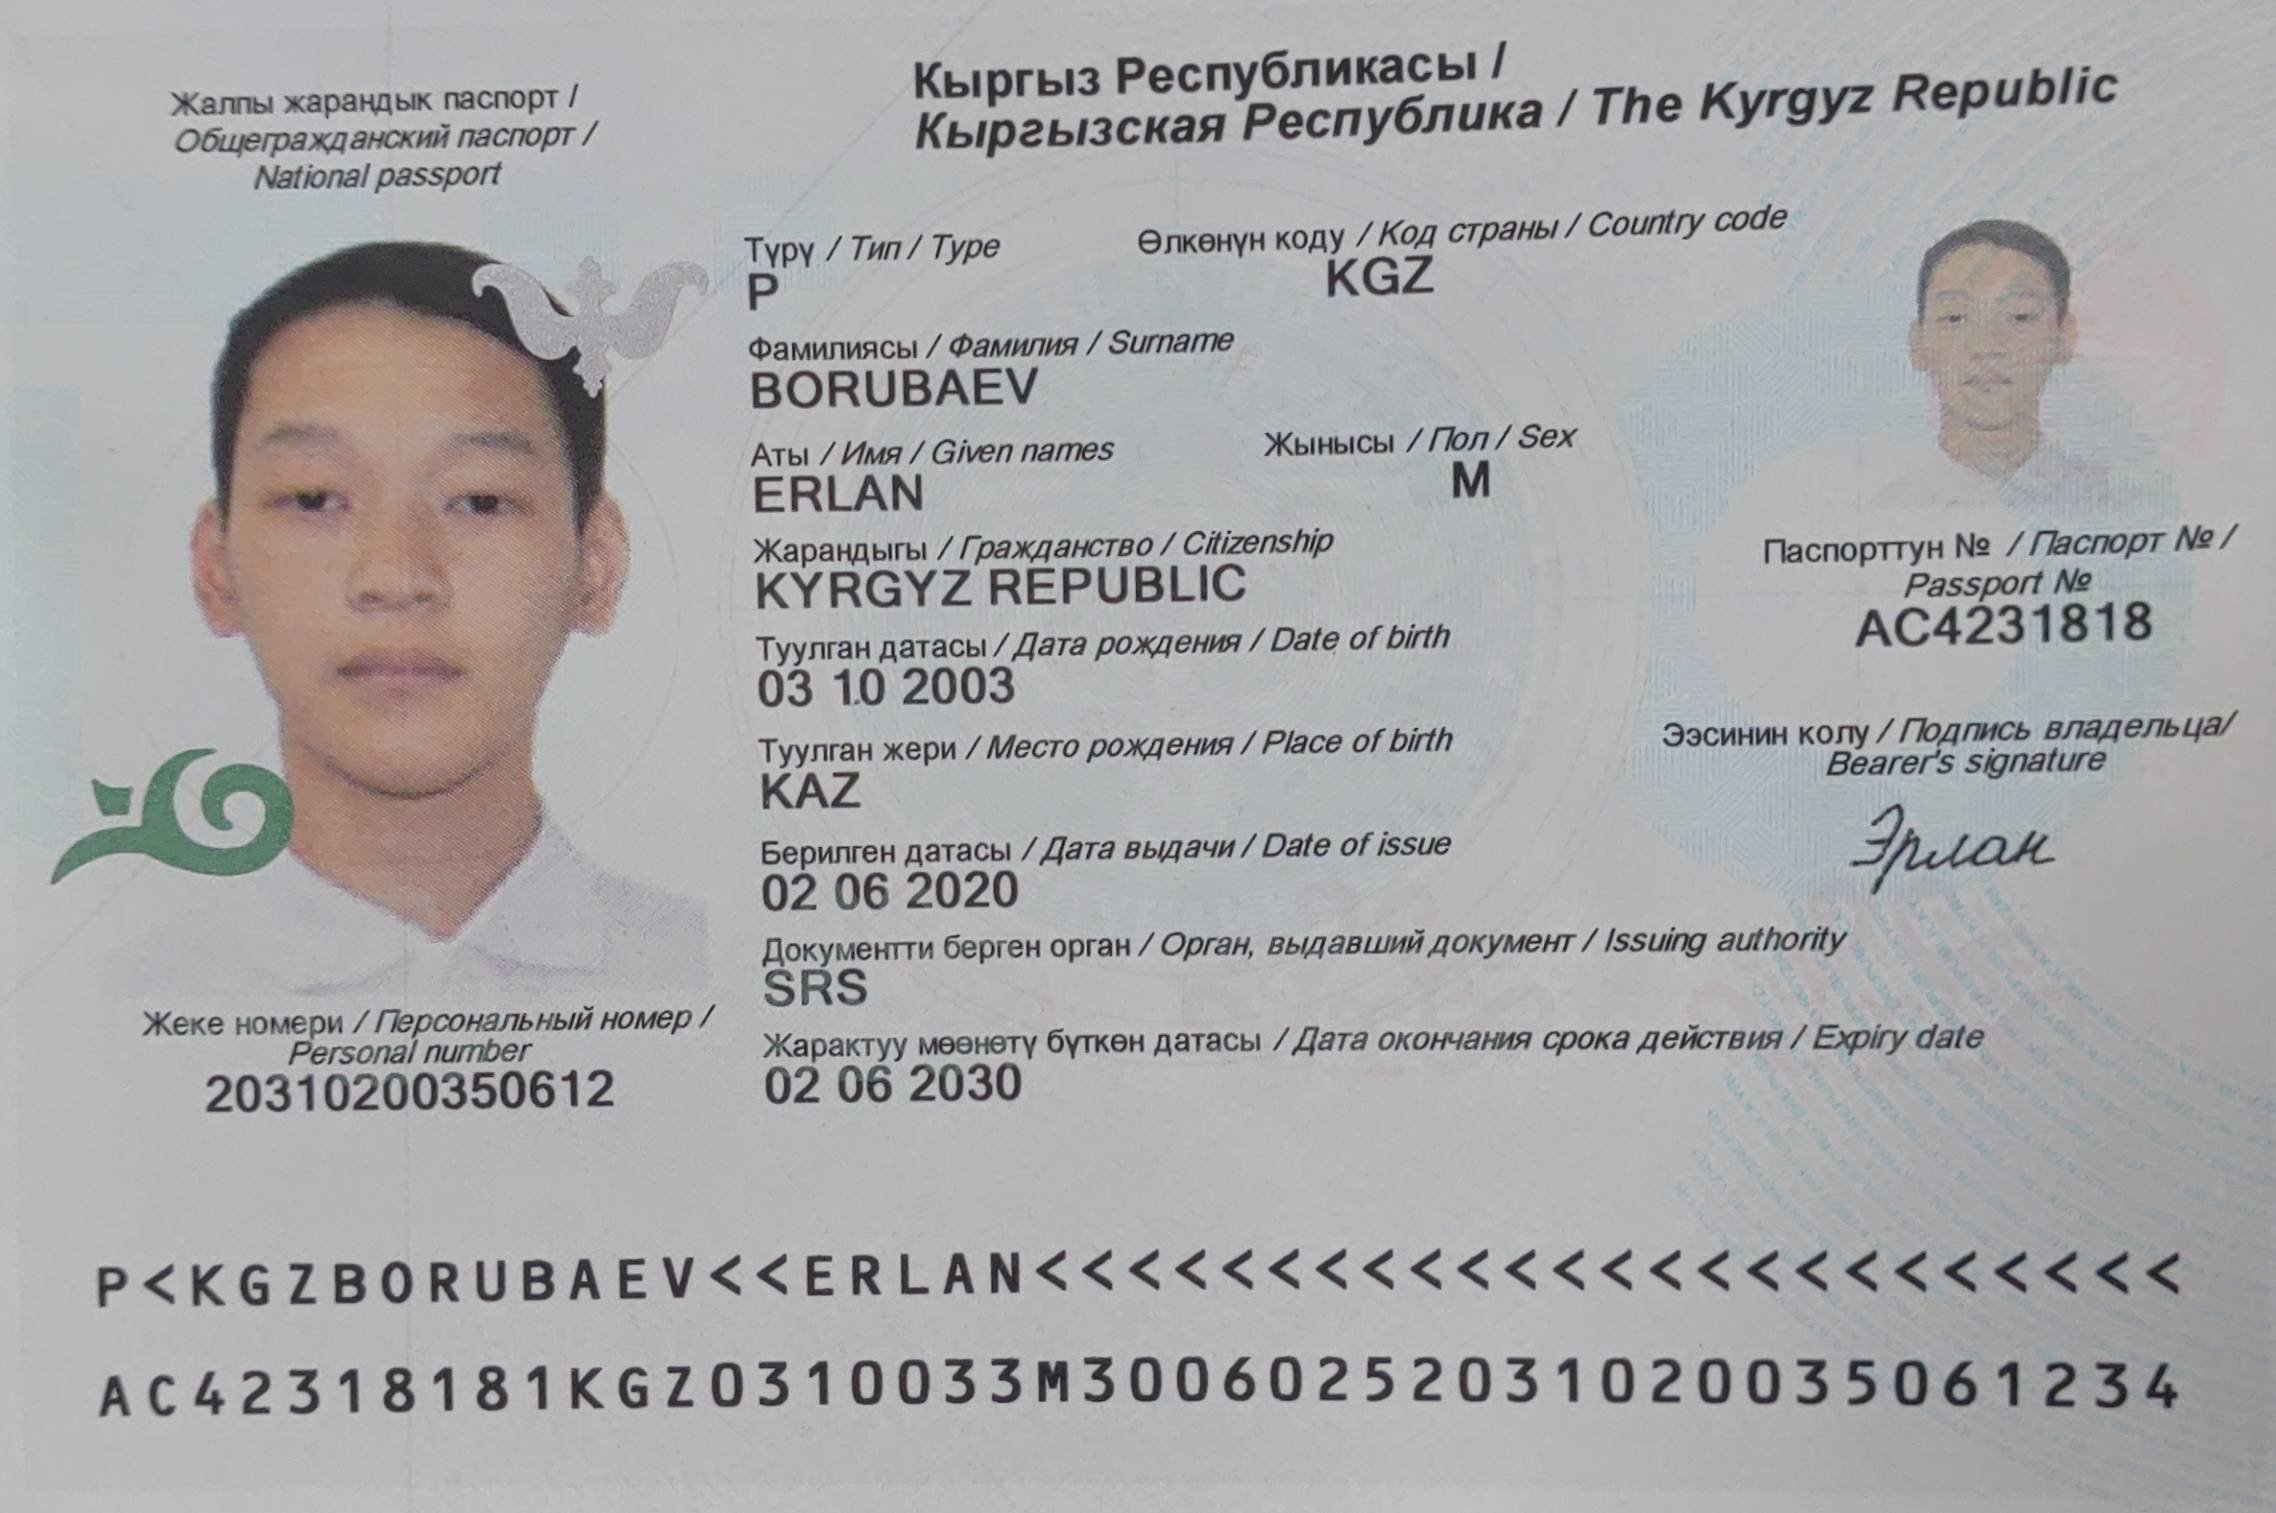 Жалпы жарандык паспорт /
Общегражданский паспорт /
National passport
Кыргыз Республикасы /
Кыргызская Республика / The Kyrgyz Republic
Түрү / Тип / Type
P
Өлкөнүн коду / Код страны / Country code
KGZ
Фамилиясы / Фамилия / Surname
BORUBAEV
Аты / Имя / Given names
ERLAN
Жынысы / Пол / Sex
M
Жарандыгы / Гражданство / Citizenship
KYRGYZ REPUBLIC
Туулган датасы / Дата рождения / Date of birth
03 10 2003
Туулган жери / Место рождения / Place of birth
KAZ
Берилген датасы / Дата выдачи / Date of issue
02 06 2020
Документти берген орган / Орган, выдавший документ / Issuing authority
SRS
Жарактуу мөөнөтү бүткөн датасы / Дата окончания срока действия / Expiry date
02 06 2030
Паспорттун № / Паспорт № /
Passport №
AC4231818
Ээсинин колу / Подпись владельца/
Bearer's signature
Эрлан
Жеке номери / Персональный номер /
Personal number
20310200350612
P<KGZBORUBAEV<<ERLAN<<<<<<<<<<<<<<<<<<<<<<<<
AC42318181KGZ0310033M30060252031020035061234